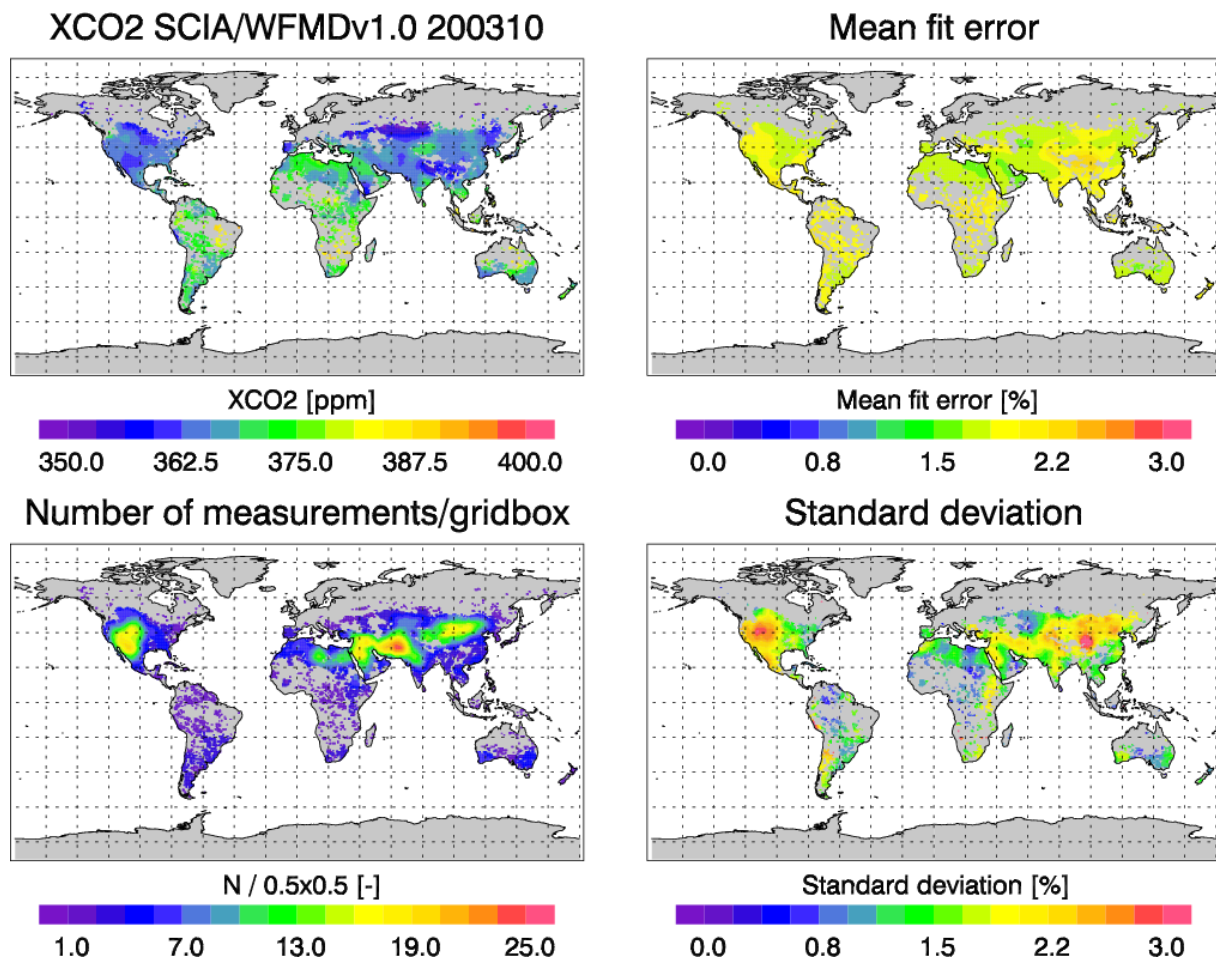 XCO2 SCIA/WFMDv1.0 200310
Mean fit error
XCO2 [ppm]
350.0 362.5 375.0 387.5 400.0
Mean fit error [%]
0.0 0.8 1.5 2.2 3.0
Number of measurements/gridbox
Standard deviation
N / 0.5x0.5 [-]
1.0 7.0 13.0 19.0 25.0
Standard deviation [%]
0.0 0.8 1.5 2.2 3.0